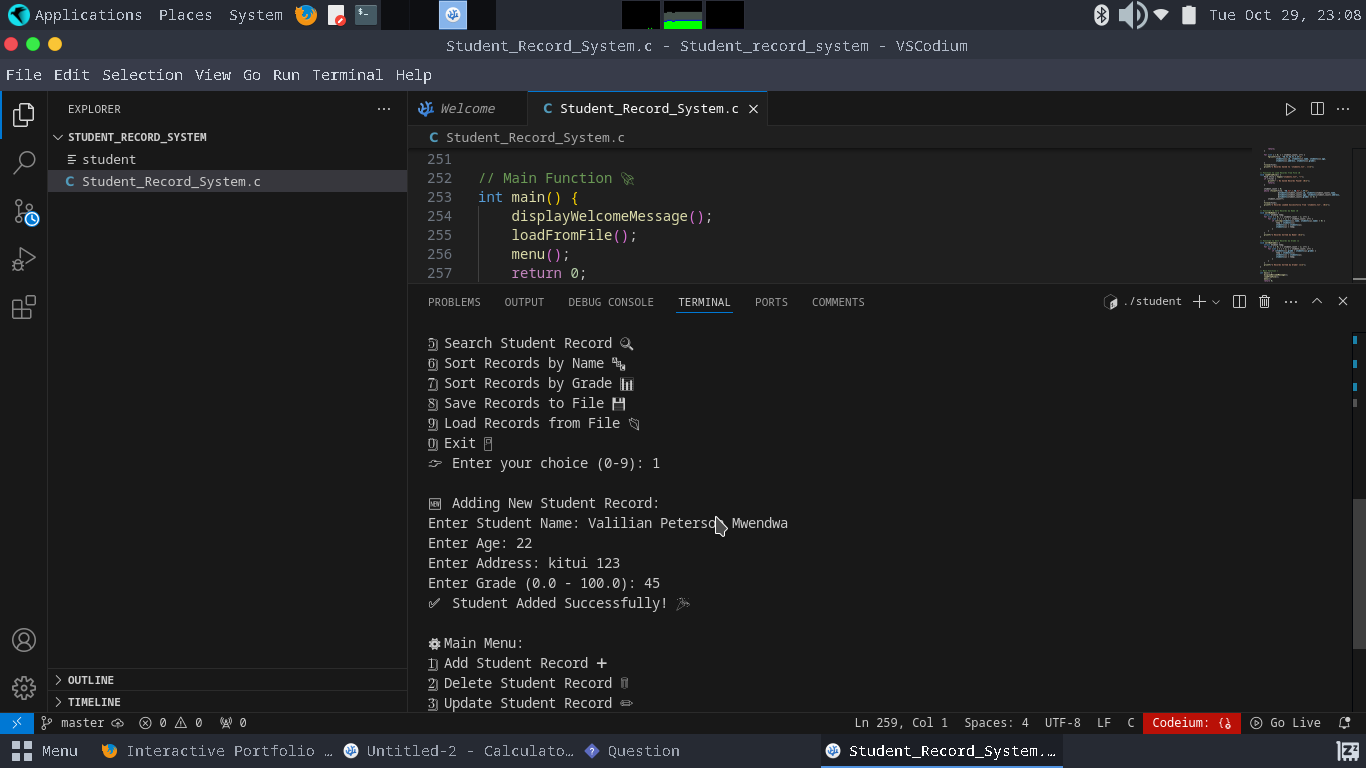 Applications Places System Tue Oct 29, 23:08
Student_Record_System.c - Student_record_system - VSCodium
File Edit Selection View Go Run Terminal Help
EXPLORER
STUDENT_RECORD_SYSTEM
student
C Student_Record_System.c
Welcome
C Student_Record_System.c
C Student_Record_System.c
251
252 // Main Function 🚀
253 int main() {
254 displayWelcomeMessage();
255 loadFromFile();
256 menu();
257 return 0;
PROBLEMS OUTPUT DEBUG CONSOLE TERMINAL PORTS COMMENTS ./student
5 Search Student Record 🔍
6 Sort Records by Name 🔤
7 Sort Records by Grade 📊
8 Save Records to File 💾
9 Load Records from File 📂
0 Exit
👉 Enter your choice (0-9): 1
🆕 Adding New Student Record:
Enter Student Name: Valilian Peterson Mwendwa
Enter Age: 22
Enter Address: kitui 123
Enter Grade (0.0 - 100.0): 45
✅ Student Added Successfully! 🎉
⚙ Main Menu:
1 Add Student Record ➕
2 Delete Student Record 🗑
3 Update Student Record ✏
OUTLINE
TIMELINE
master 0 0 0 Ln 259, Col 1 Spaces: 4 UTF-8 LF C Codeium: {} Go Live
Menu Interactive Portfolio … Untitled-2 - Calculato… Question Student_Record_System.…